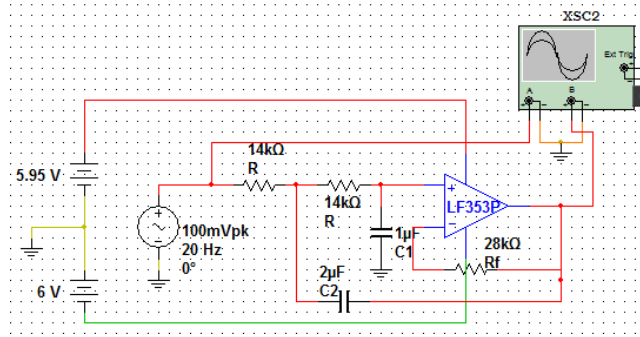 XSC2
Ext Trig
+
A
B
+
+
14kΩ
R
5.95 V
14kΩ
R
+
LF353P
100mVpk
20 Hz
0°
+
1µF
C1
28kΩ
Rf
2µF
C2
6 V